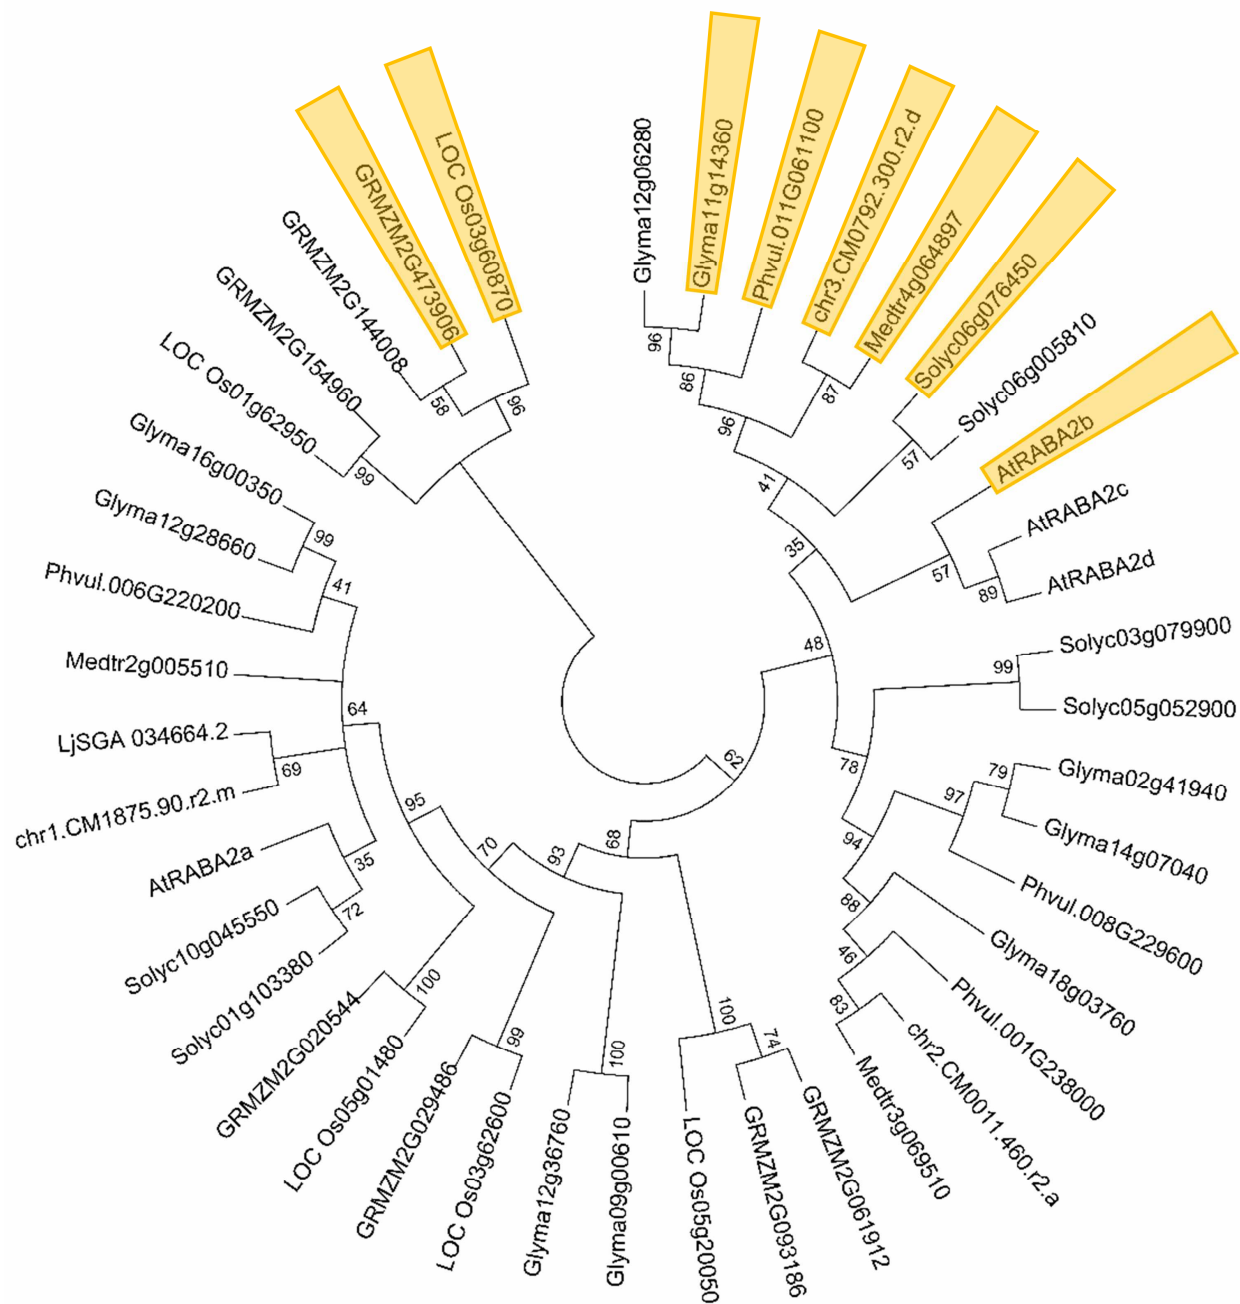 Glyma12g06280
Glyma11g14360
Phvul.011G061100
chr3.CM0792.300.r2.d
Medtr4g064897
Solyc06g076450
Solyc06g005810
AtRABA2b
AtRABA2c
AtRABA2d
Solyc03g079900
Solyc05g052900
Glyma02g41940
Glyma14g07040
Phvul.008G229600
Glyma18g03760
Phvul.001G238000
chr2.CM0011.460.r2.a
Medtr3g069510
GRMZM2G061912
GRMZM2G093186
LOC Os05g20050
Glyma09g00610
Glyma12g36760
LOC Os03g62600
GRMZM2G029486
LOC Os05g01480
GRMZM2G020544
Solyc01g103380
Solyc10g045550
AtRABA2a
chr1.CM1875.90.r2.m
LjSGA 034664.2
Medtr2g005510
Phvul.006G220200
Glyma12g28660
Glyma16g00350
LOC Os01g62950
GRMZM2G154960
GRMZM2G144008
GRMZM2G473906
LOC Os03g60870
96
86
87
96
57
41
35
57
89
48
99
78
79
97
94
88
46
83
62
68
74
100
100
93
99
70
100
95
72
35
69
64
41
99
99
58
96